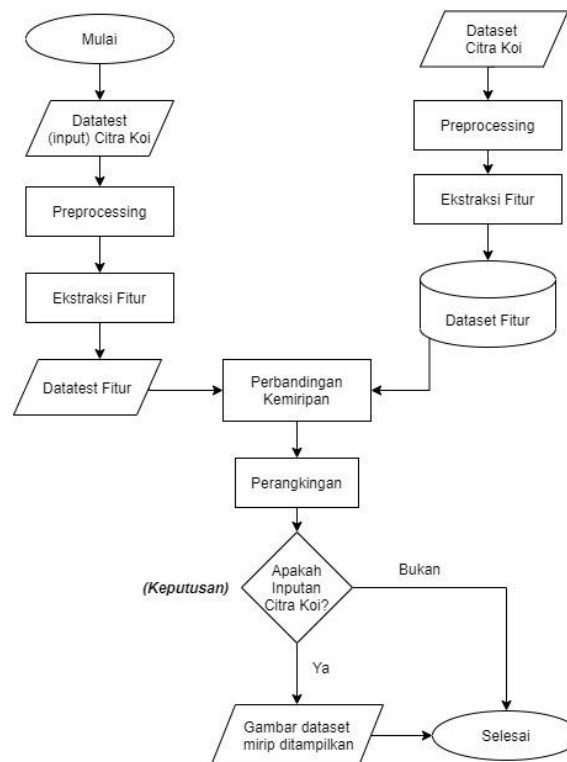 Mulai
Datatest
(input) Citra Koi
Preprocessing
Ekstraksi Fitur
Datatest Fitur
Dataset
Citra Koi
Preprocessing
Ekstraksi Fitur
Dataset Fitur
Perbandingan
Kemiripan
Perangkingan
(Keputusan)
Apakah
Inputan
Citra Koi?
Bukan
Ya
Gambar dataset
mirip ditampilkan
Selesai